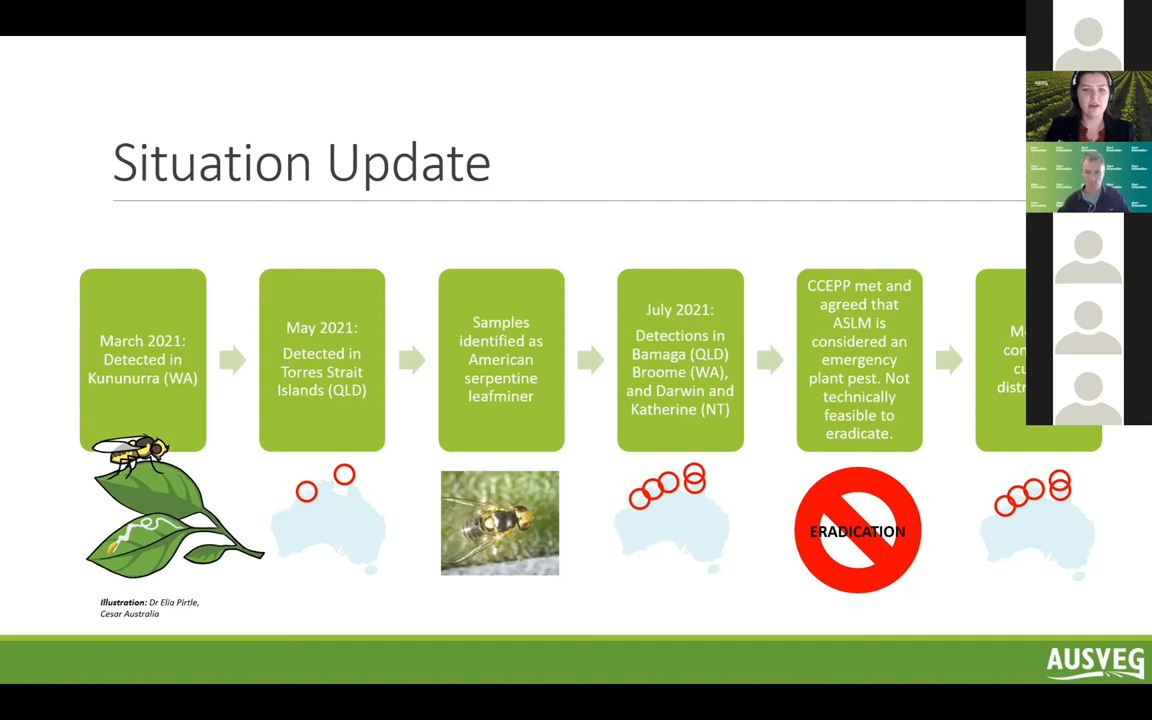 Situation Update
March 2021:
Detected in
Kununurra (WA)
May 2021:
Detected in
Torres Strait
Islands (QLD)
Samples
identified as
American
serpentine
leafminer
July 2021:
Detections in
Bamaga (QLD)
Broome (WA),
and Darwin and
Katherine (NT)
CCEPP met and
agreed that
ASLM is
considered an
emergency
plant pest. Not
technically
feasible to
eradicate.
ERADICATION
Illustration: Dr Elia Pirtle,
Cesar Australia
AUSVEG